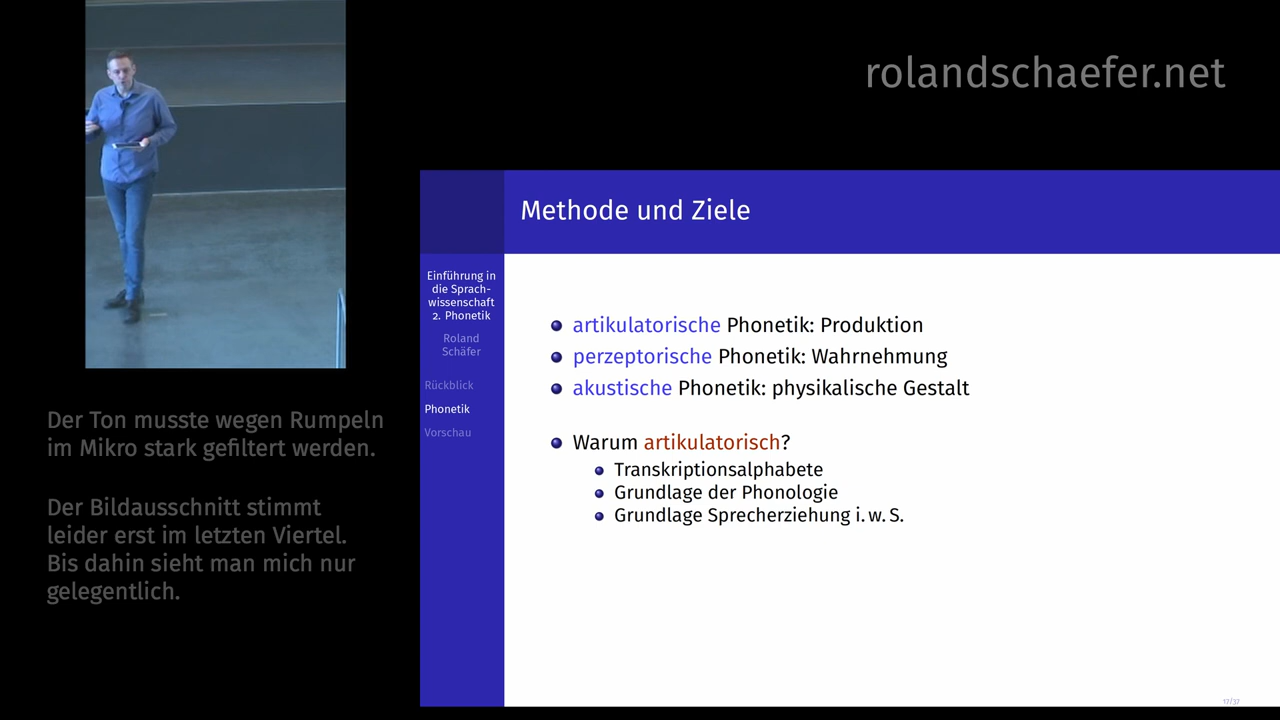 rolandschaefer.net
Methode und Ziele
Einführung in
die Sprach-
wissenschaft
2. Phonetik
Roland
Schäfer
Rückblick
Phonetik
Vorschau
artikulatorische Phonetik: Produktion
perzeptorische Phonetik: Wahrnehmung
akustische Phonetik: physikalische Gestalt
Warum artikulatorisch?
Transkriptionsalphabete
Grundlage der Phonologie
Grundlage Sprecherziehung i. w. S.
17/37
Der Ton musste wegen Rumpeln
im Mikro stark gefiltert werden.
Der Bildausschnitt stimmt
leider erst im letzten Viertel.
Bis dahin sieht man mich nur
gelegentlich.